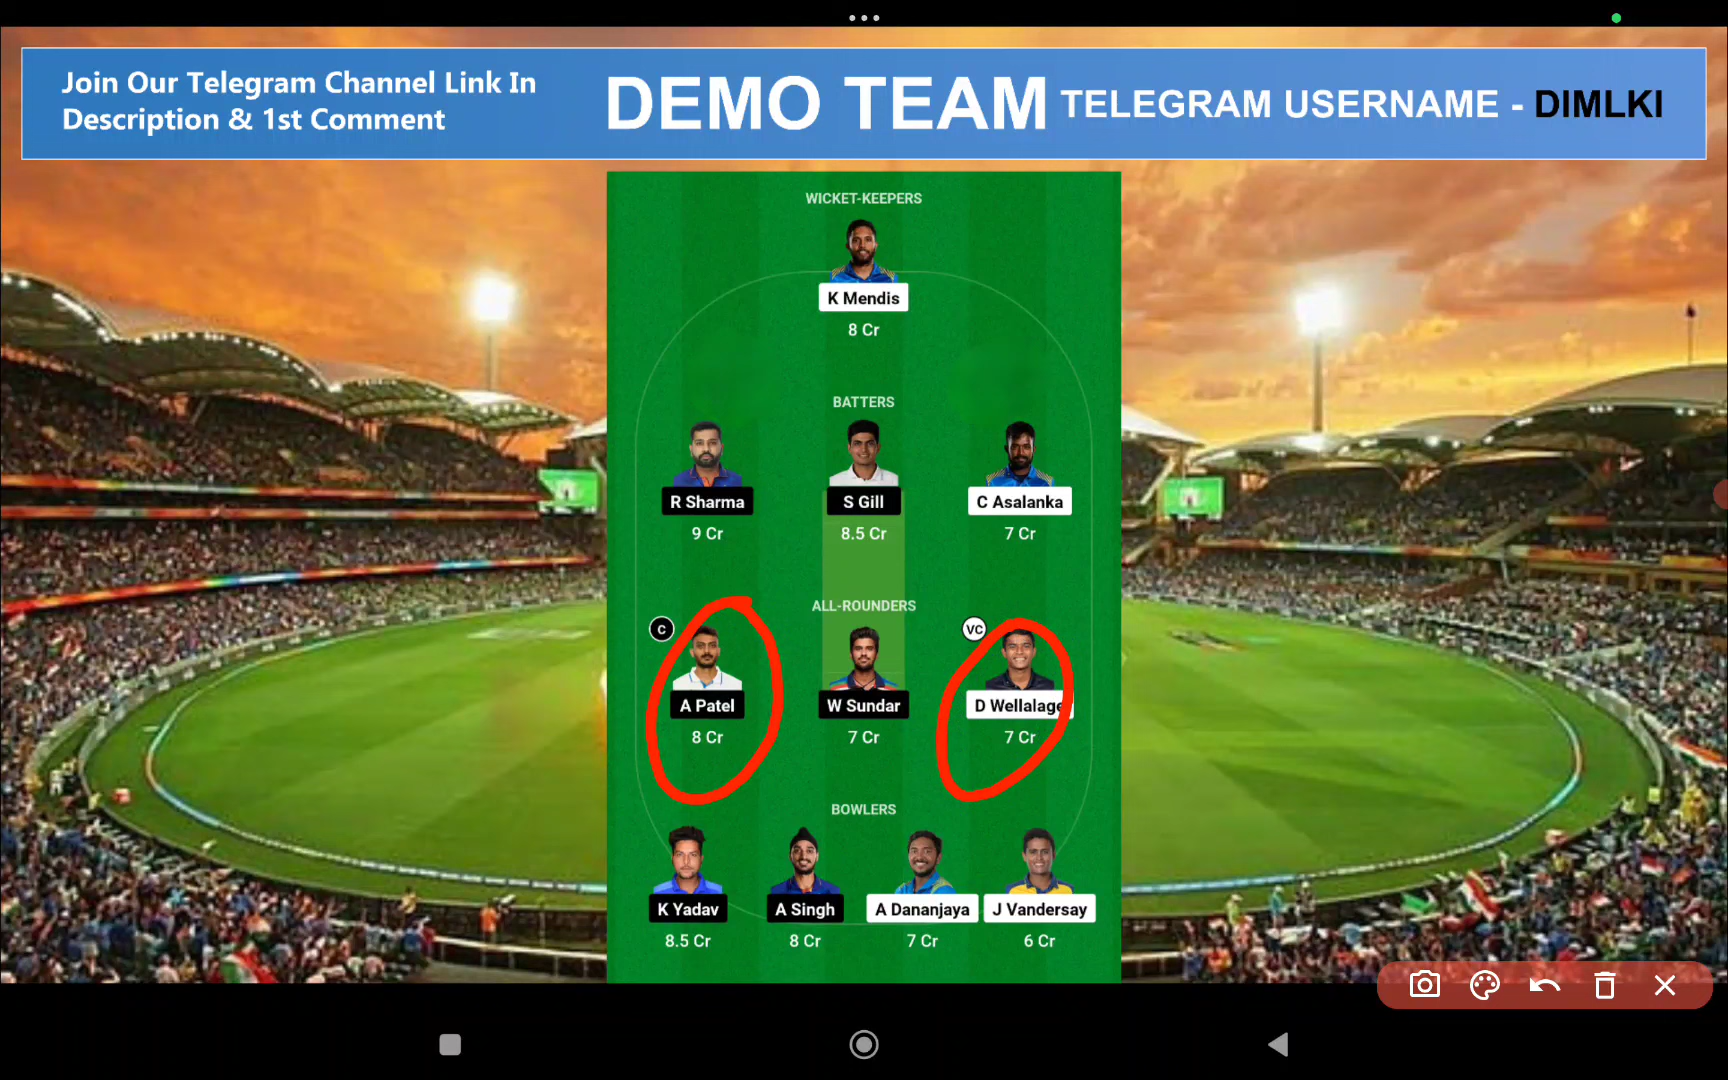 Join Our Telegram Channel Link In
Description & 1st Comment
DEMO TEAM
TELEGRAM USERNAME - DIMLKI
WICKET-KEEPERS
K Mendis
8 Cr
BATTERS
R Sharma
S Gill
C Asalanka
9 Cr
8.5 Cr
7 Cr
ALL-ROUNDERS
C
VC
A Patel
W Sundar
D Wellalage
8 Cr
7 Cr
7 Cr
BOWLERS
K Yadav
A Singh
A Dananjaya
J Vandersay
8.5 Cr
8 Cr
7 Cr
6 Cr